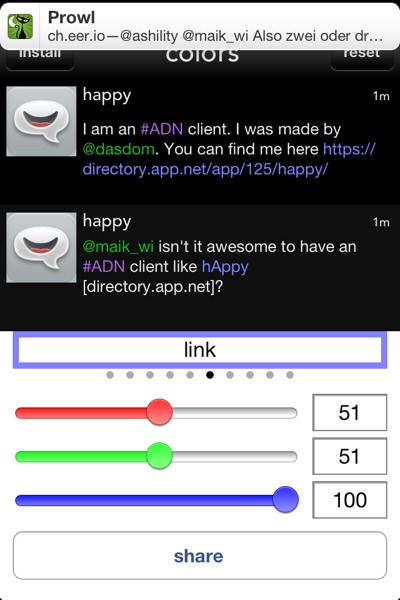 Prowl
ch.eer.io—@ashility @maik_wi Also zwei oder dr…
install
colors
reset
happy
1m
I am an #ADN client. I was made by
@dasdom. You can find me here https://
directory.app.net/app/125/happy/
happy
1m
@maik_wi isn't it awesome to have an
#ADN client like hAppy
[directory.app.net]?
link
51
51
100
share